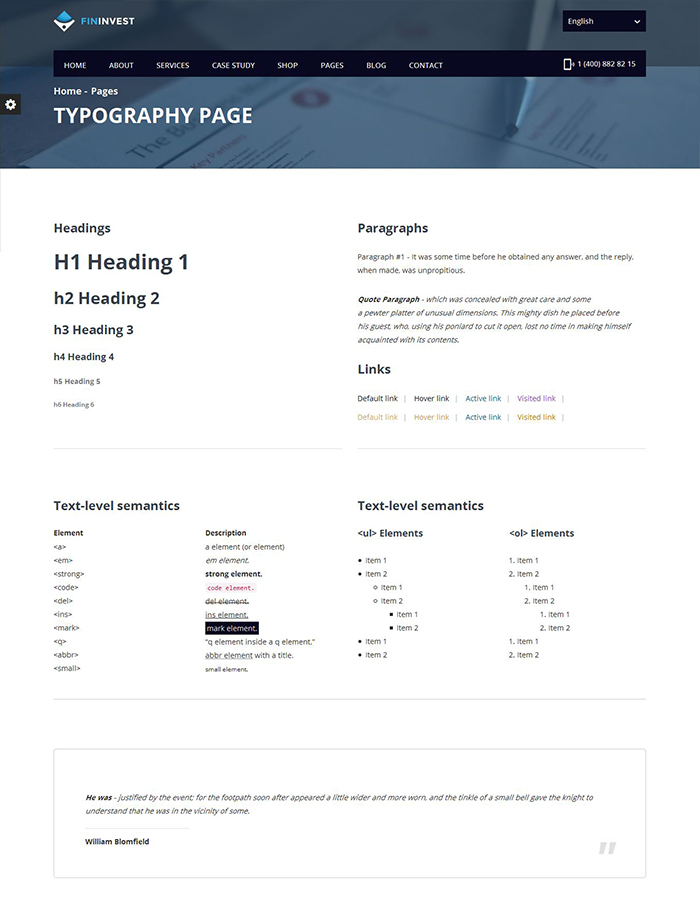 FININVEST
English
HOME ABOUT SERVICES CASE STUDY SHOP PAGES BLOG CONTACT 1 (400) 882 82 15
Home - Pages
TYPOGRAPHY PAGE
The Bu
Key Partners
Headings
H1 Heading 1
h2 Heading 2
h3 Heading 3
h4 Heading 4
h5 Heading 5
h6 Heading 6
Paragraphs
Paragraph #1 - it was some time before he obtained any answer, and the reply,
when made, was unpropitious.
Quote Paragraph - which was concealed with great care and some
a pewter platter of unusual dimensions. This mighty dish he placed before
his guest, who, using his poniard to cut it open, lost no time in making himself
acquainted with its contents.
Links
Default link | Hover link | Active link | Visited link |
Default link | Hover link | Active link | Visited link |
Text-level semantics
Element Description
<a> a element (or element)
<em> em element.
<strong> strong element.
<code> code element.
<del> del element.
<ins> ins element.
<mark> mark element.
<q> “q element inside a q element.”
<abbr> abbr element with a title.
<small> small element.
Text-level semantics
<ul> Elements
• Item 1
• Item 2
○ Item 1
○ Item 2
▪ Item 1
▪ Item 2
• Item 1
• Item 2
<ol> Elements
1. Item 1
2. Item 2
1. Item 1
2. Item 2
1. Item 1
2. Item 2
1. Item 1
2. Item 2
He was - justified by the event; for the footpath soon after appeared a little wider and more worn, and the tinkle of a small bell gave the knight to
understand that he was in the vicinity of some.
William Blomfield
"